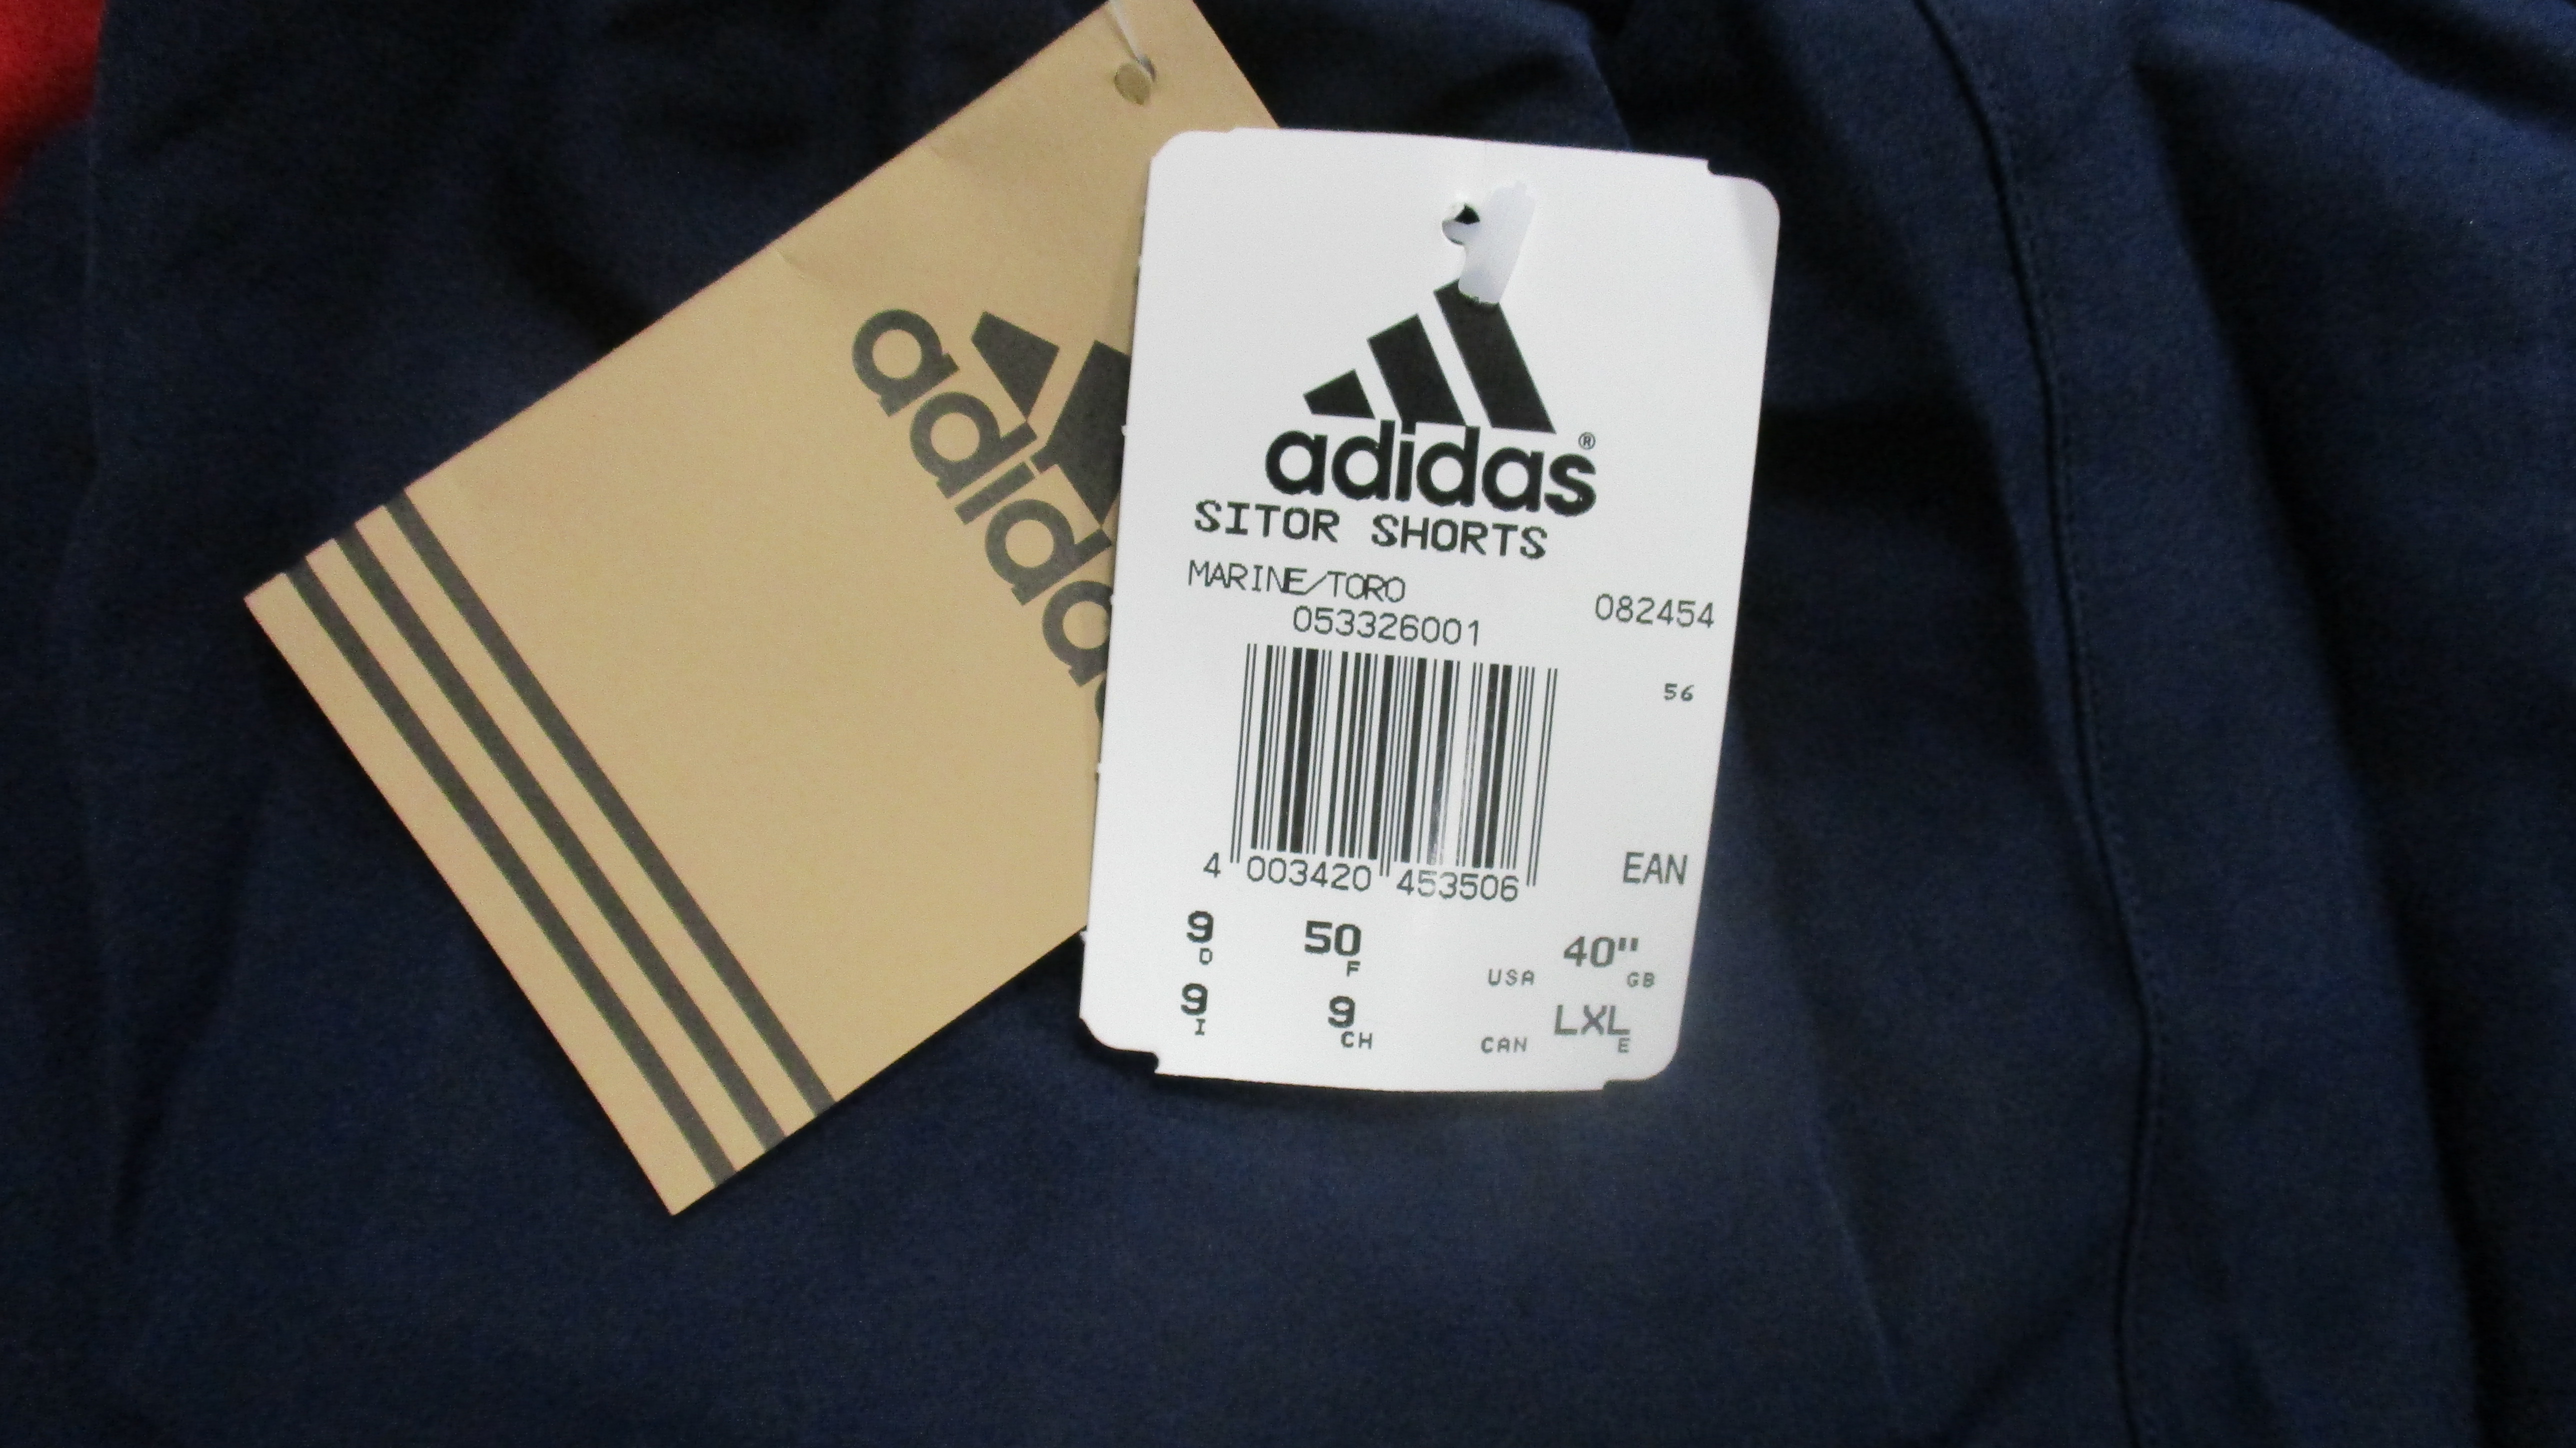 adidas
adidas®
SITOR SHORTS
MARINE/TORO
082454
053326001
56
4 003420 453506
EAN
9 D 50 F USA 40" GB
9 I 9 CH CAN LXL E